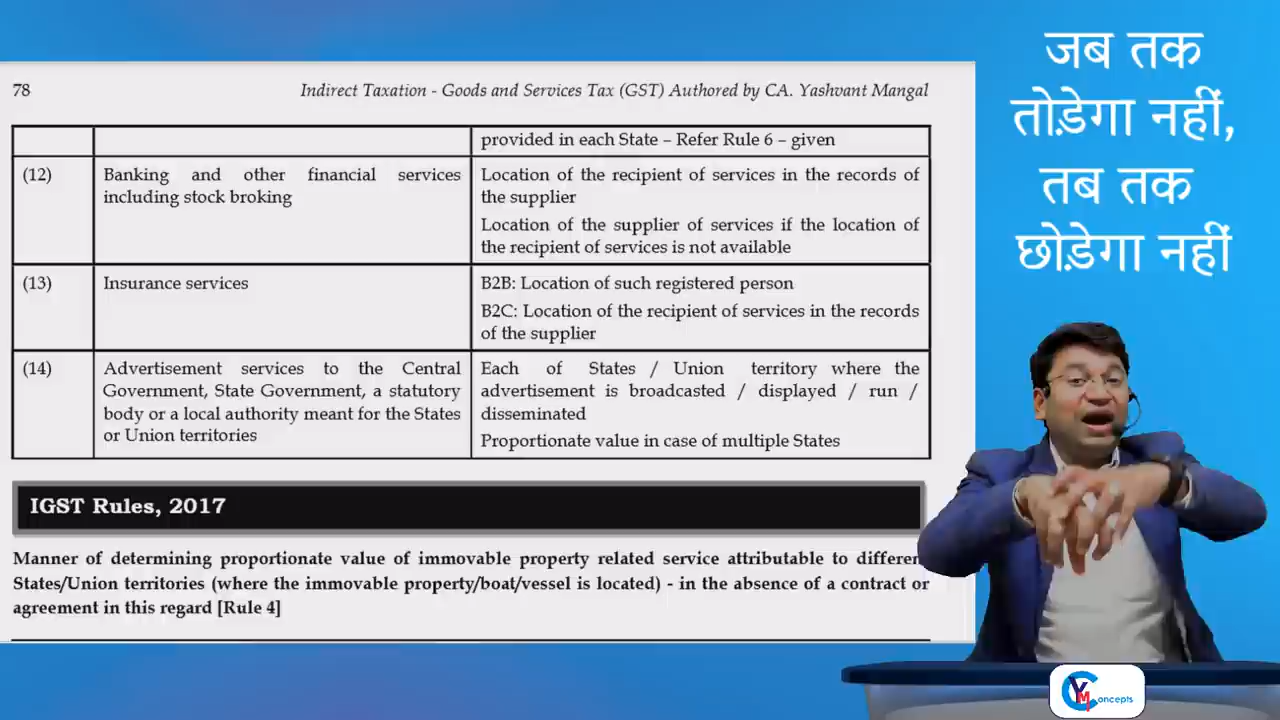 78
Indirect Taxation - Goods and Services Tax (GST) Authored by CA. Yashvant Mangal
provided in each State – Refer Rule 6 – given
(12)
Banking and other financial services
including stock broking
Location of the recipient of services in the records of
the supplier
Location of the supplier of services if the location of
the recipient of services is not available
(13)
Insurance services
B2B: Location of such registered person
B2C: Location of the recipient of services in the records
of the supplier
(14)
Advertisement services to the Central
Government, State Government, a statutory
body or a local authority meant for the States
or Union territories
Each of States / Union territory where the
advertisement is broadcasted / displayed / run /
disseminated
Proportionate value in case of multiple States
IGST Rules, 2017
Manner of determining proportionate value of immovable property related service attributable to differen
States/Union territories (where the immovable property/boat/vessel is located) - in the absence of a contract or
agreement in this regard [Rule 4]
जब तक
तोड़ेगा नहीं,
तब तक
छोड़ेगा नहीं
YM Concepts